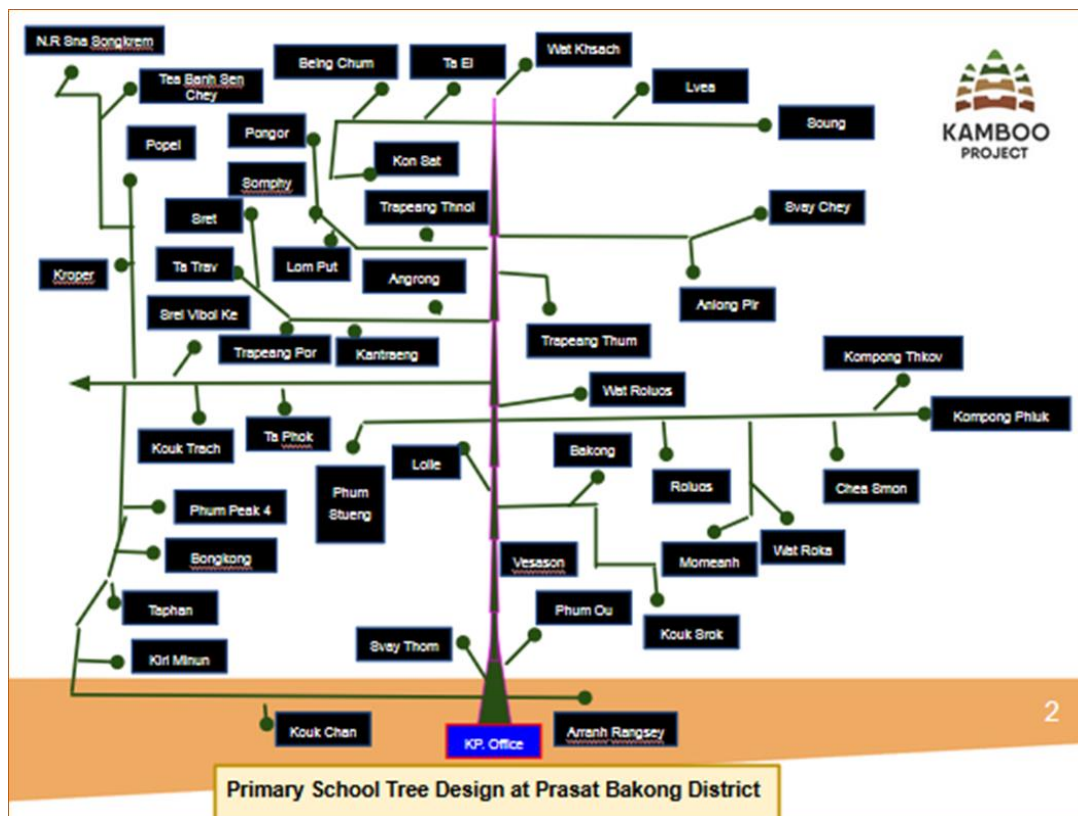 N.R Sna Songkrem
Tea Banh Sen
Chey
Being Chum
Ta El
Wat Khsach
Lvea
Soung
KAMBOO
PROJECT
Popel
Pongor
Kon Sat
Somphy
Trapeang Thnol
Svay Chey
Sret
Kroper
Ta Trav
Lom Put
Angrong
Anlong Pir
Srei Vibol Ke
Trapeang Por
Kantraeng
Trapeang Thum
Kompong Thkov
Wat Roluos
Kompong Phluk
Kouk Trach
Ta Phok
Lolle
Bakong
Phum
Stueng
Roluos
Chea Smon
Phum Peak 4
Bongkong
Vesason
Momeanh
Wat Roka
Taphan
Phum Ou
Kouk Srok
Svay Thom
Kiri Minun
Kouk Chan
KP. Office
Arranh Rangsey
2
Primary School Tree Design at Prasat Bakong District